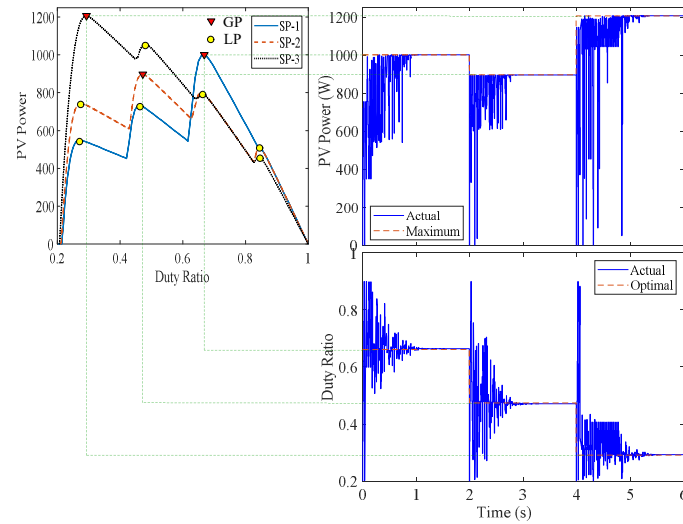 1200
1000
800
600
400
200
0
PV Power
0.2
0.4
0.6
0.8
1
Duty Ratio
GP
LP
SP-1
SP-2
SP-3
1200
1000
800
600
400
200
0
PV Power (W)
Actual
Maximum
1
0.8
0.6
0.4
0.2
Duty Ratio
Actual
Optimal
0
1
2
3
4
5
6
Time (s)